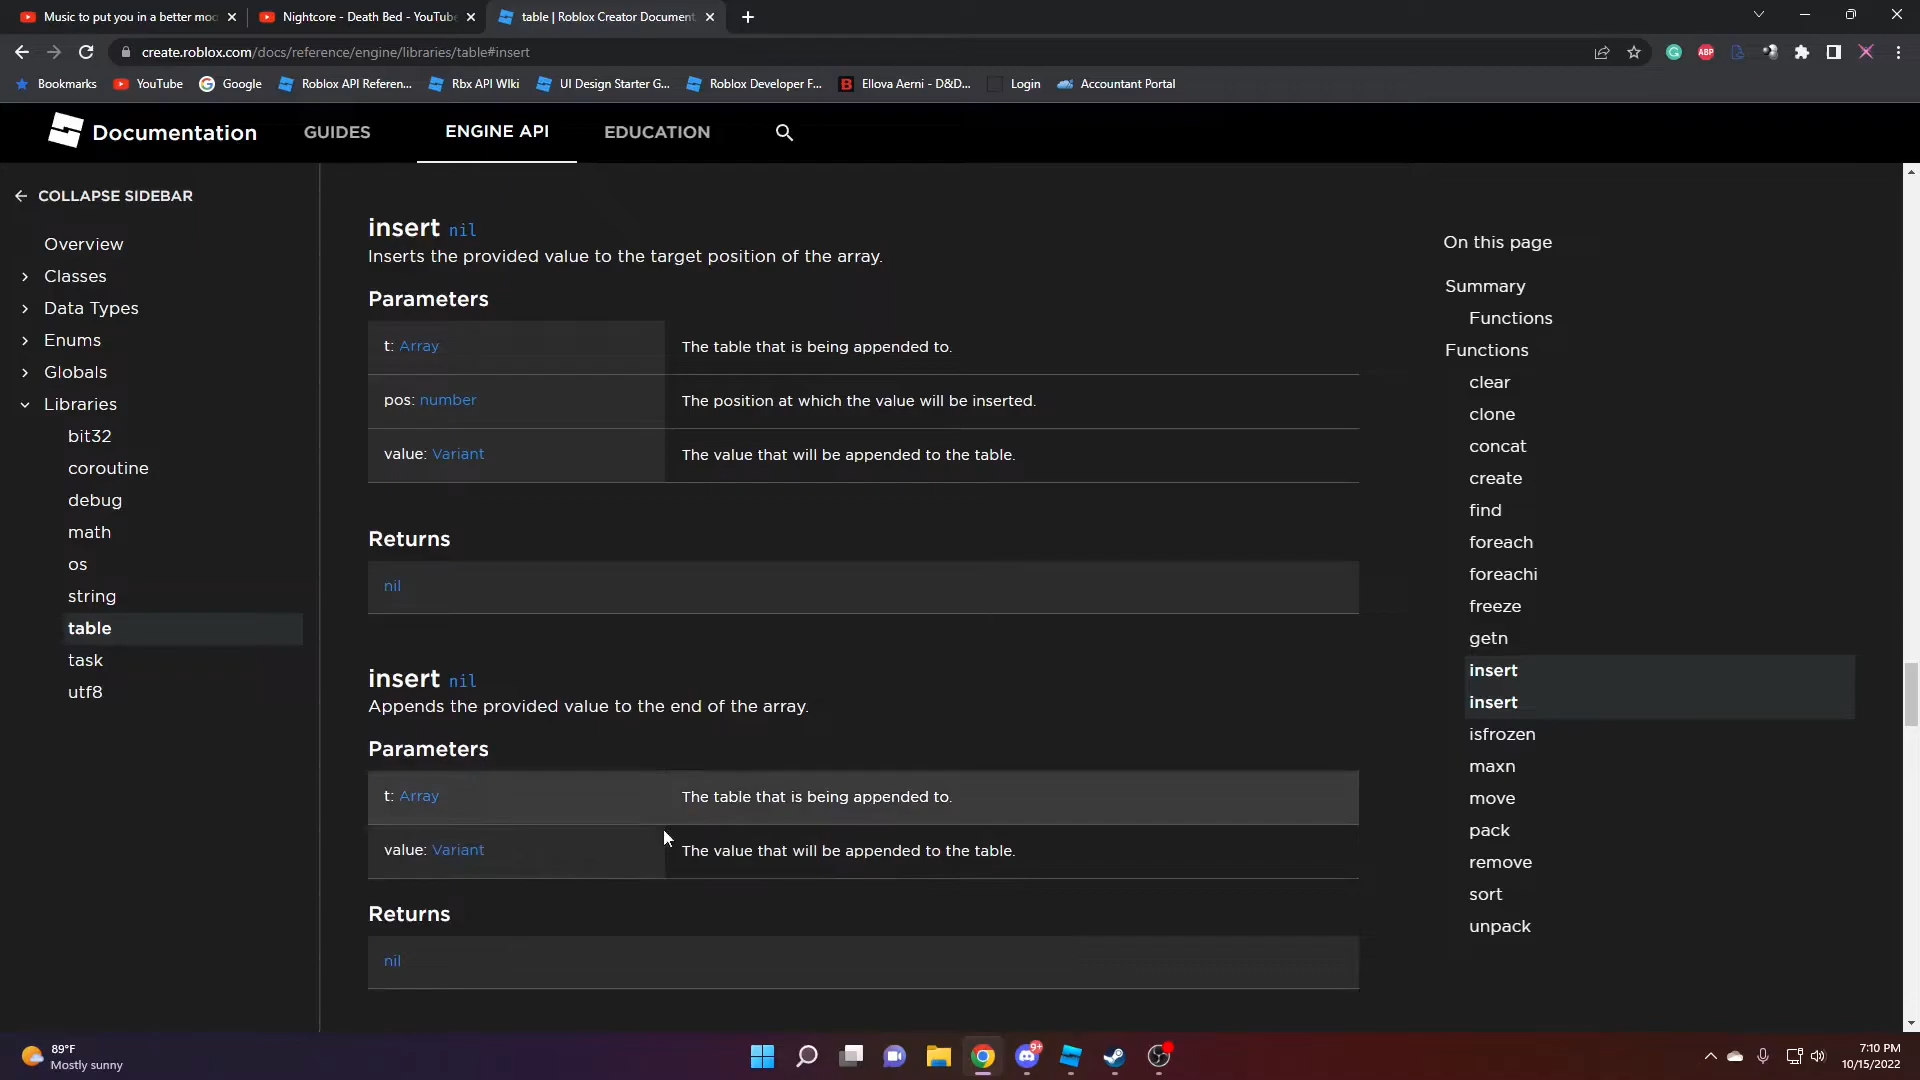 Music to put you in a better moo
Nightcore - Death Bed - YouTube
table | Roblox Creator Document
create.roblox.com/docs/reference/engine/libraries/table#insert
ABP
Bookmarks
YouTube
Google
Roblox API Referen...
Rbx API Wiki
UI Design Starter G...
Roblox Developer F...
B
Ellova Aerni - D&D...
Login
Accountant Portal
Documentation
GUIDES
ENGINE API
EDUCATION
COLLAPSE SIDEBAR
Overview
Classes
Data Types
Enums
Globals
Libraries
bit32
coroutine
debug
math
os
string
table
task
utf8
insert nil
Inserts the provided value to the target position of the array.
Parameters
t: Array The table that is being appended to.
pos: number The position at which the value will be inserted.
value: Variant The value that will be appended to the table.
Returns
nil
insert nil
Appends the provided value to the end of the array.
Parameters
t: Array The table that is being appended to.
value: Variant The value that will be appended to the table.
Returns
nil
On this page
Summary
Functions
Functions
clear
clone
concat
create
find
foreach
foreachi
freeze
getn
insert
insert
isfrozen
maxn
move
pack
remove
sort
unpack
89°F
Mostly sunny
9+
7:10 PM
10/15/2022